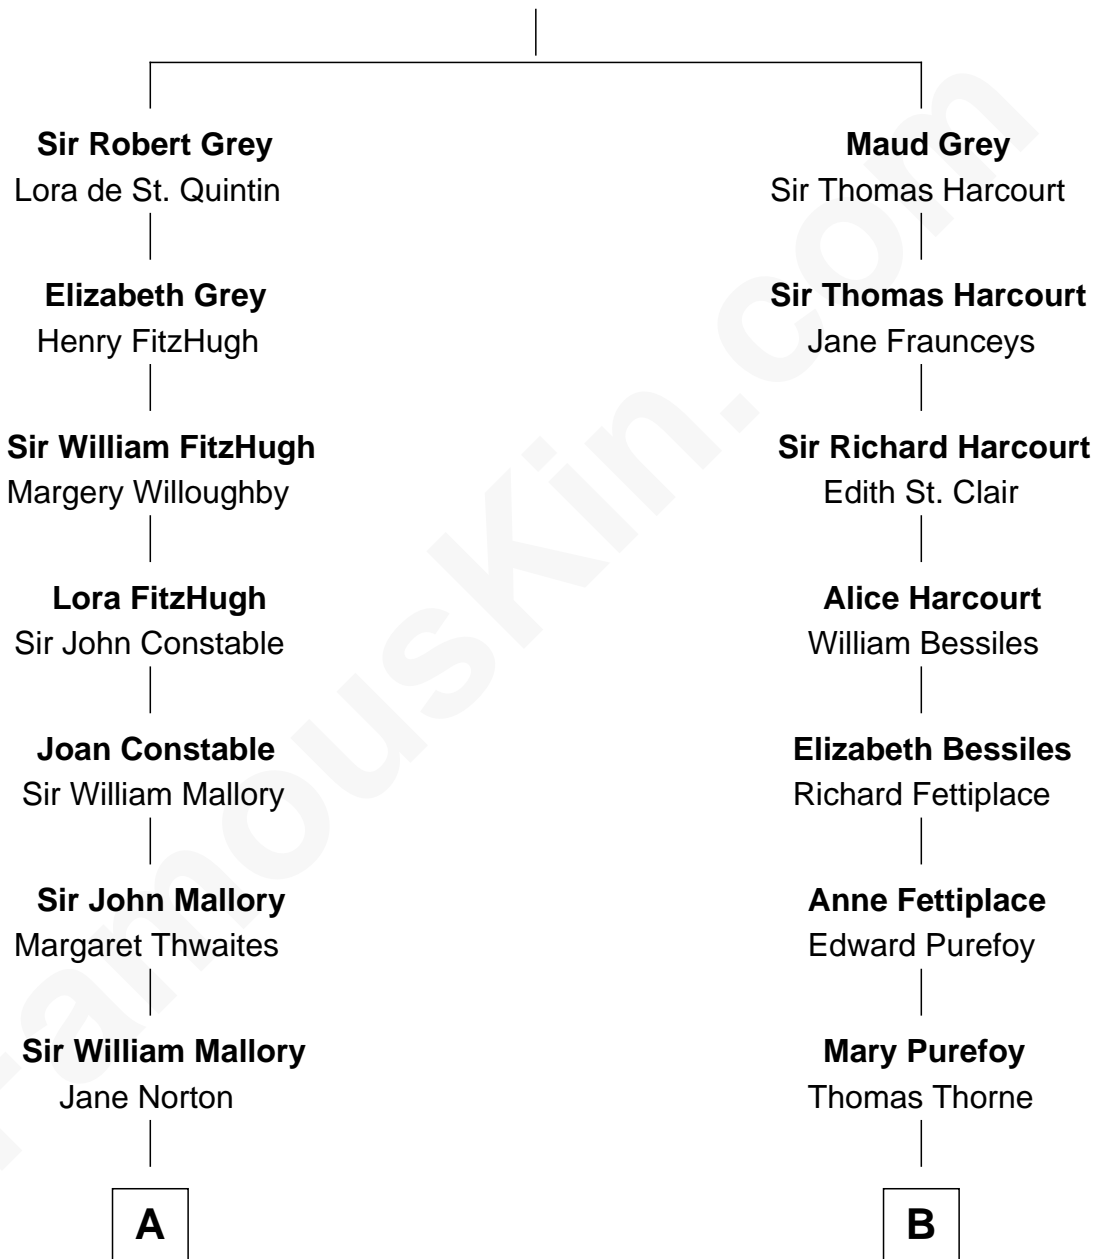 Sir Robert Grey
Lora de St. Quintin
Elizabeth Grey
Henry FitzHugh
Sir William FitzHugh
Margery Willoughby
Lora FitzHugh
Sir John Constable
Joan Constable
Sir William Mallory
Sir John Mallory
Margaret Thwaites
Sir William Mallory
Jane Norton
A
Maud Grey
Sir Thomas Harcourt
Sir Thomas Harcourt
Jane Fraunceys
Sir Richard Harcourt
Edith St. Clair
Alice Harcourt
William Bessiles
Elizabeth Bessiles
Richard Fettiplace
Anne Fettiplace
Edward Purefoy
Mary Purefoy
Thomas Thorne
B
FamousKin.com